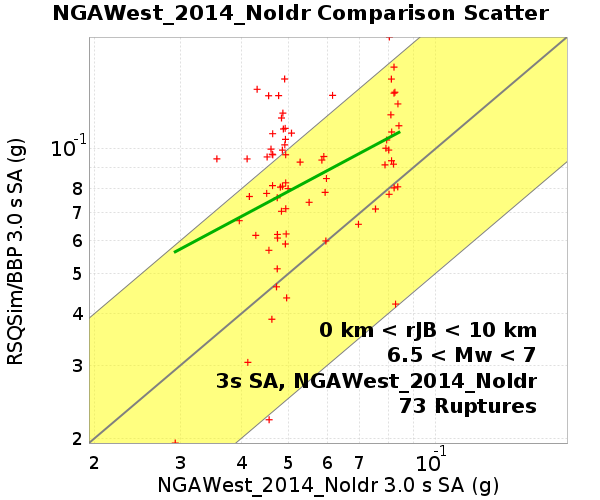 NGAWest_2014_NoIdr Comparison Scatter
RSQSim/BBP 3.0 s SA (g)
10-1
8
7
6
5
4
3
2
0 km < rJB < 10 km
6.5 < Mw < 7
3s SA, NGAWest_2014_NoIdr
73 Ruptures
2 3 4 5 6 7 10-1
NGAWest_2014_NoIdr 3.0 s SA (g)